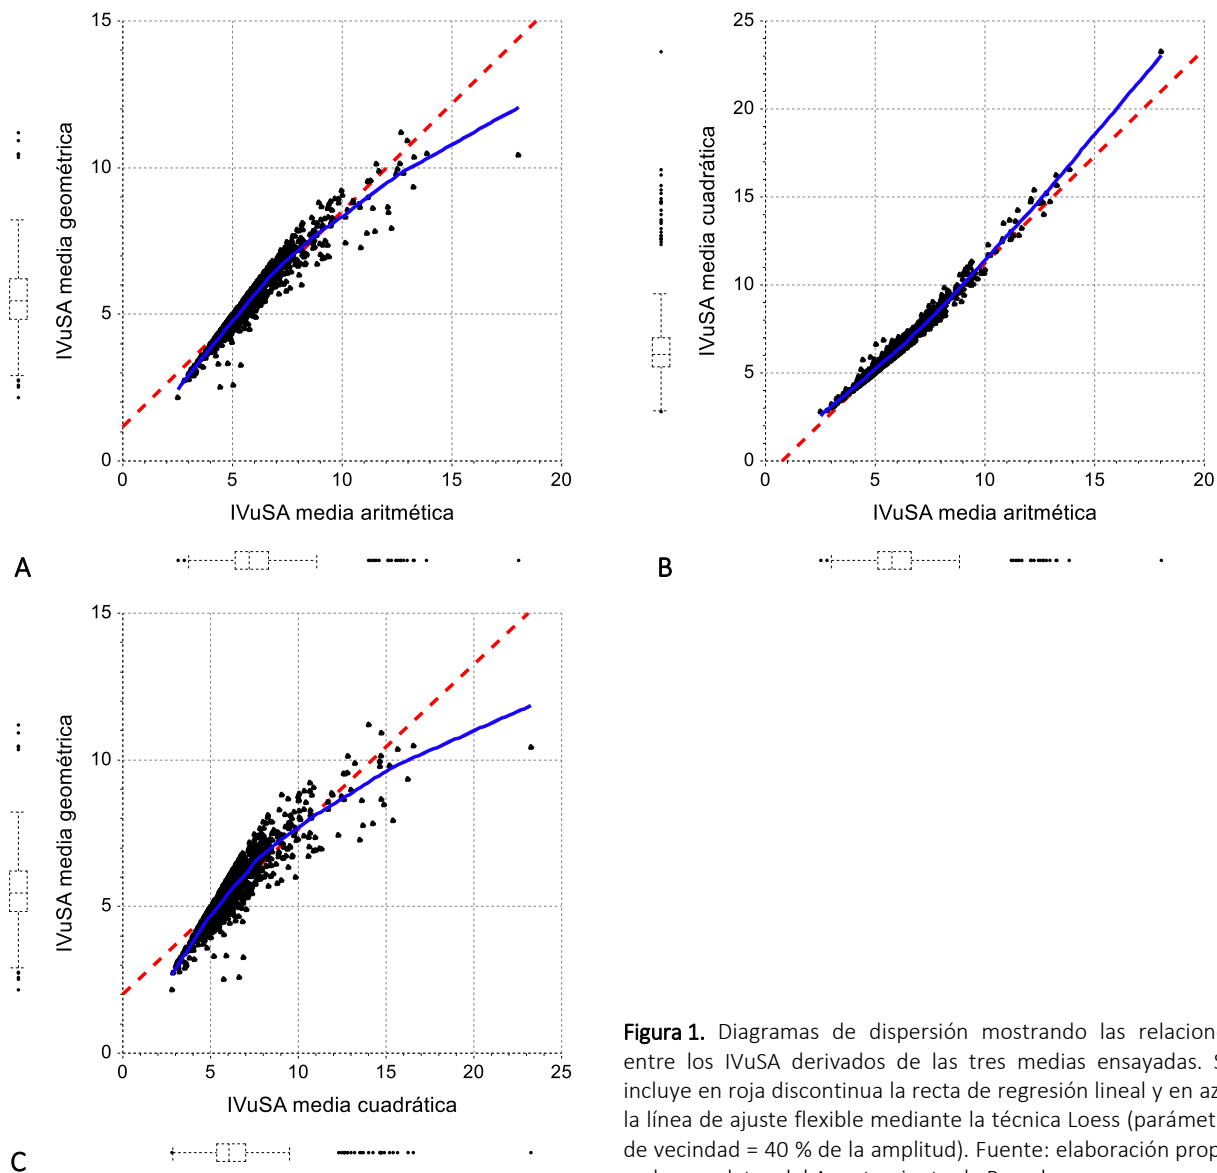 15
10
5
0
IVuSA media geométrica
0
5
10
15
20
IVuSA media aritmética
A
25
20
15
10
5
0
IVuSA media cuadrática
0
5
10
15
20
IVuSA media aritmética
B
15
10
5
0
IVuSA media geométrica
0
5
10
15
20
25
IVuSA media cuadrática
C
Figura 1. Diagramas de dispersión mostrando las relacion
entre los IVuSA derivados de las tres medias ensayadas. S
incluye en roja discontinua la recta de regresión lineal y en az
la línea de ajuste flexible mediante la técnica Loess (parámet
de vecindad = 40 % de la amplitud). Fuente: elaboración prop